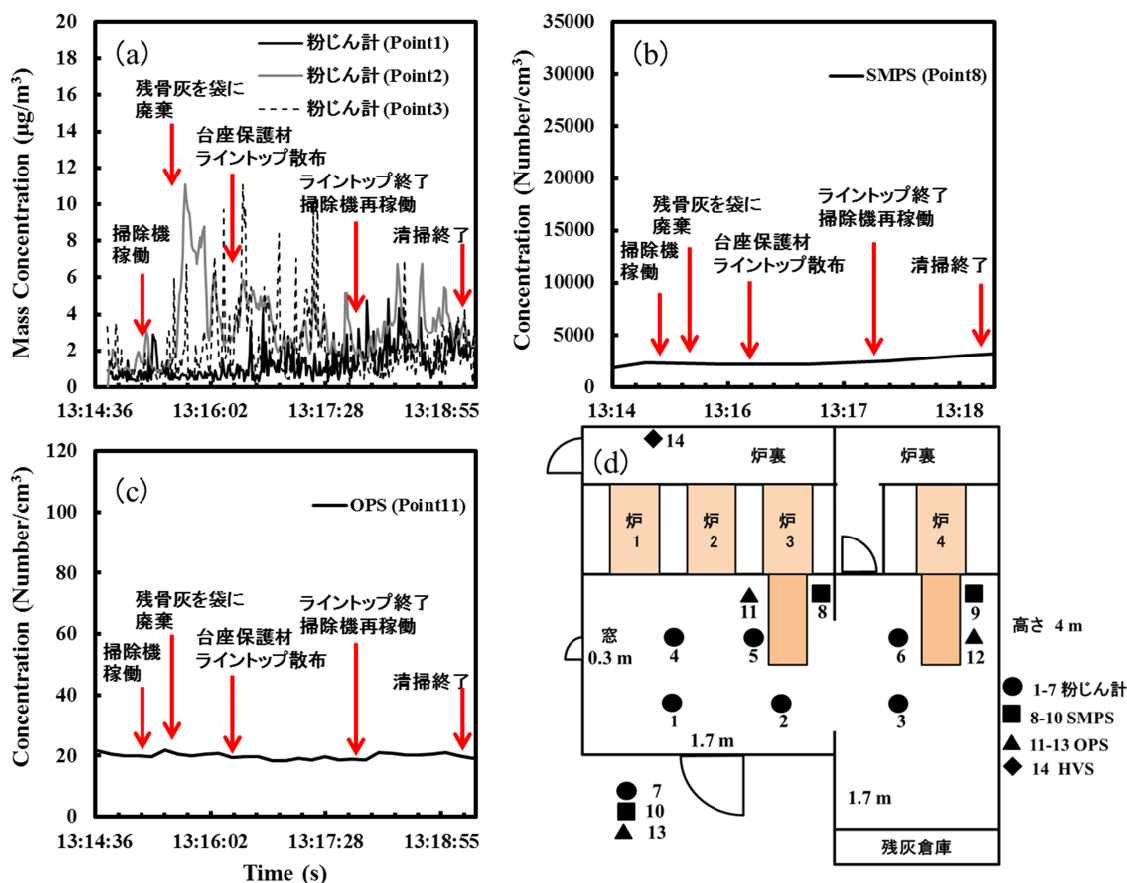 (a)
粉じん計 (Point1)
粉じん計 (Point2)
粉じん計 (Point3)
残骨灰を袋に
廃棄
台座保護材
ライントップ散布
ライントップ終了
掃除機再稼働
掃除機
稼働
清掃終了
Mass Concentration (μg/m³)
20
18
16
14
12
10
8
6
4
2
0
13:14:36
13:16:02
13:17:28
13:18:55
(b)
SMPS (Point8)
残骨灰を袋に
廃棄
掃除機
稼働
台座保護材
ライントップ散布
ライントップ終了
掃除機再稼働
清掃終了
Concentration (Number/cm³)
35000
30000
25000
20000
15000
10000
5000
0
13:14
13:16
13:17
13:18
(c)
OPS (Point11)
残骨灰を袋に
廃棄
掃除機
稼働
台座保護材
ライントップ散布
ライントップ終了
掃除機再稼働
清掃終了
Concentration (Number/cm³)
120
100
80
60
40
20
0
13:14:36
13:16:02
13:17:28
13:18:55
Time (s)
(d)
14
炉裏
炉裏
炉
1
炉
2
炉
3
炉
4
11
8
9
窓
0.3 m
4
5
6
12
高さ 4 m
1
2
3
1.7 m
1.7 m
7
10
13
残灰倉庫
1-7 粉じん計
8-10 SMPS
11-13 OPS
14 HVS